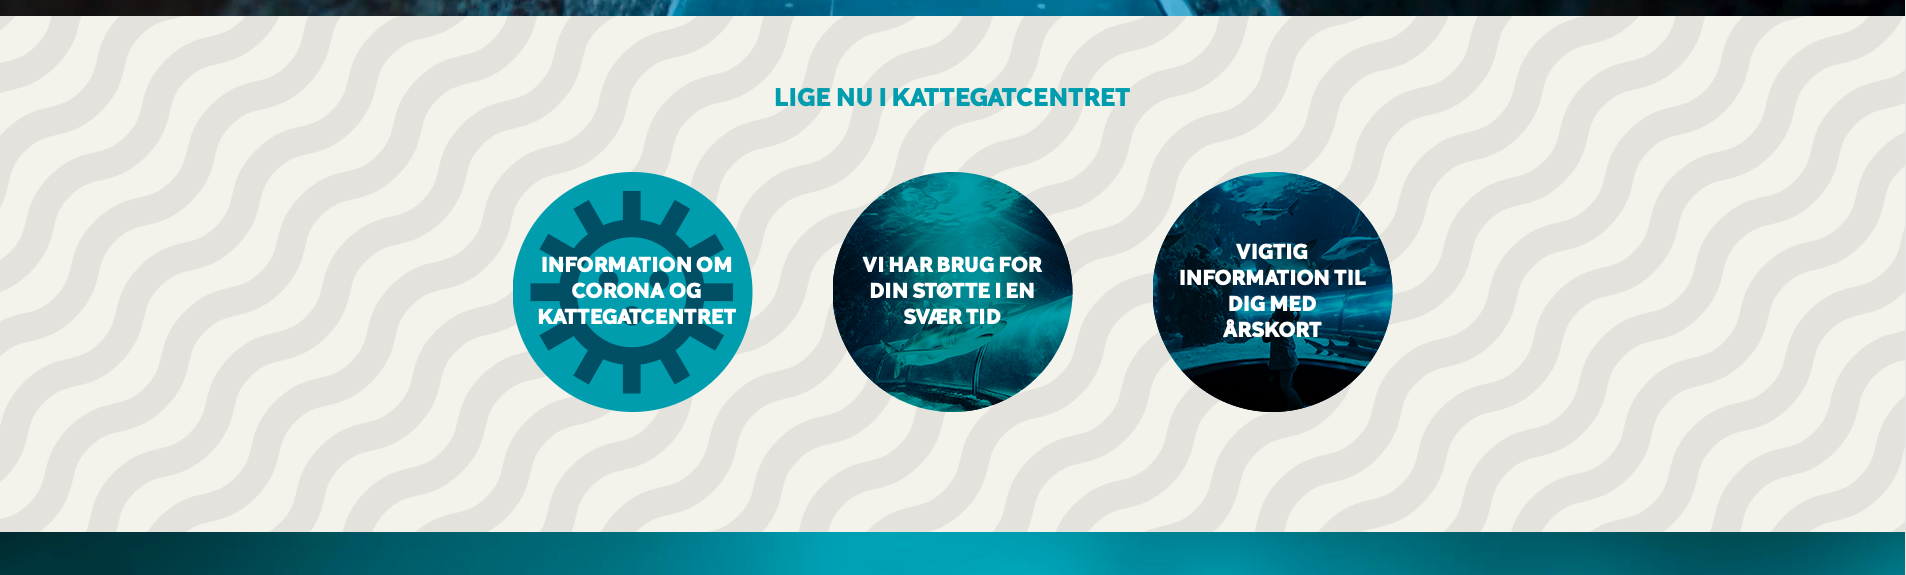 LIGE NU I KATTEGATCENTRET
INFORMATION OM
CORONA OG
KATTEGATCENTRET
VI HAR BRUG FOR
DIN STØTTE I EN
SVÆR TID
VIGTIG
INFORMATION TIL
DIG MED
ÅRSKORT